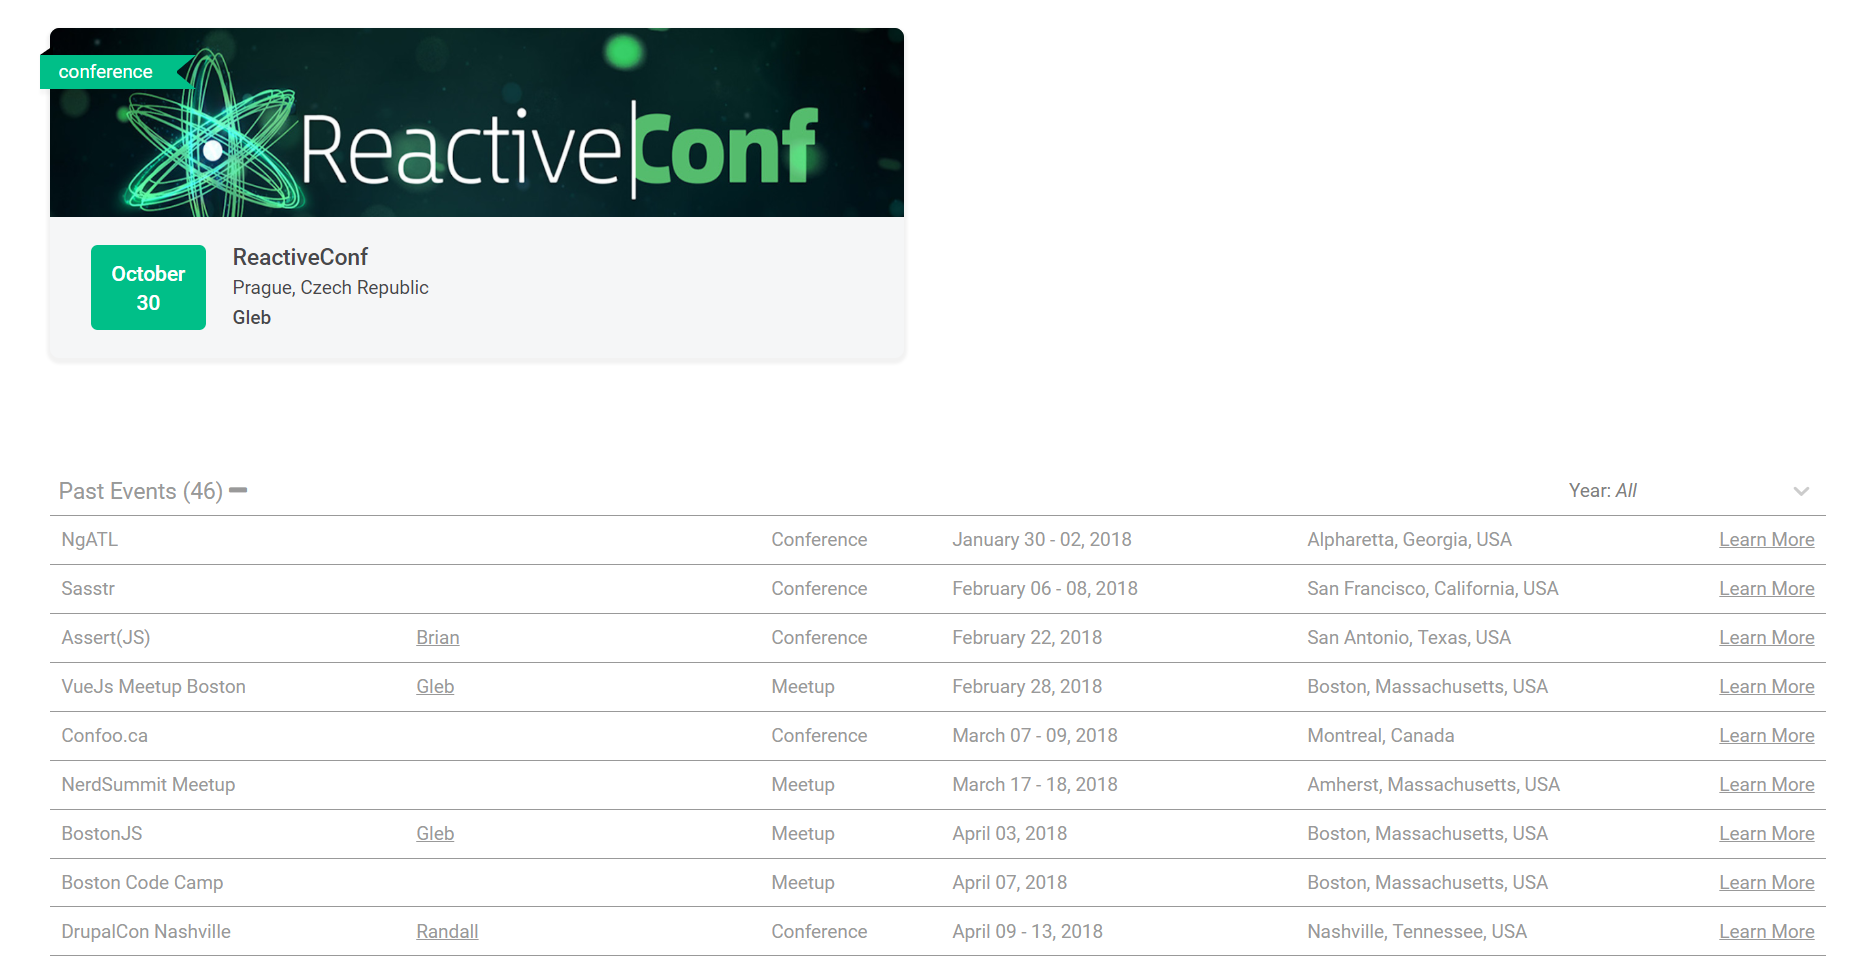 conference
ReactiveConf
October
30
ReactiveConf
Prague, Czech Republic
Gleb
Past Events (46)
Year: All
NgATL Conference January 30 - 02, 2018 Alpharetta, Georgia, USA Learn More
Sasstr Conference February 06 - 08, 2018 San Francisco, California, USA Learn More
Assert(JS) Brian Conference February 22, 2018 San Antonio, Texas, USA Learn More
VueJs Meetup Boston Gleb Meetup February 28, 2018 Boston, Massachusetts, USA Learn More
Confoo.ca Conference March 07 - 09, 2018 Montreal, Canada Learn More
NerdSummit Meetup Meetup March 17 - 18, 2018 Amherst, Massachusetts, USA Learn More
BostonJS Gleb Meetup April 03, 2018 Boston, Massachusetts, USA Learn More
Boston Code Camp Meetup April 07, 2018 Boston, Massachusetts, USA Learn More
DrupalCon Nashville Randall Conference April 09 - 13, 2018 Nashville, Tennessee, USA Learn More